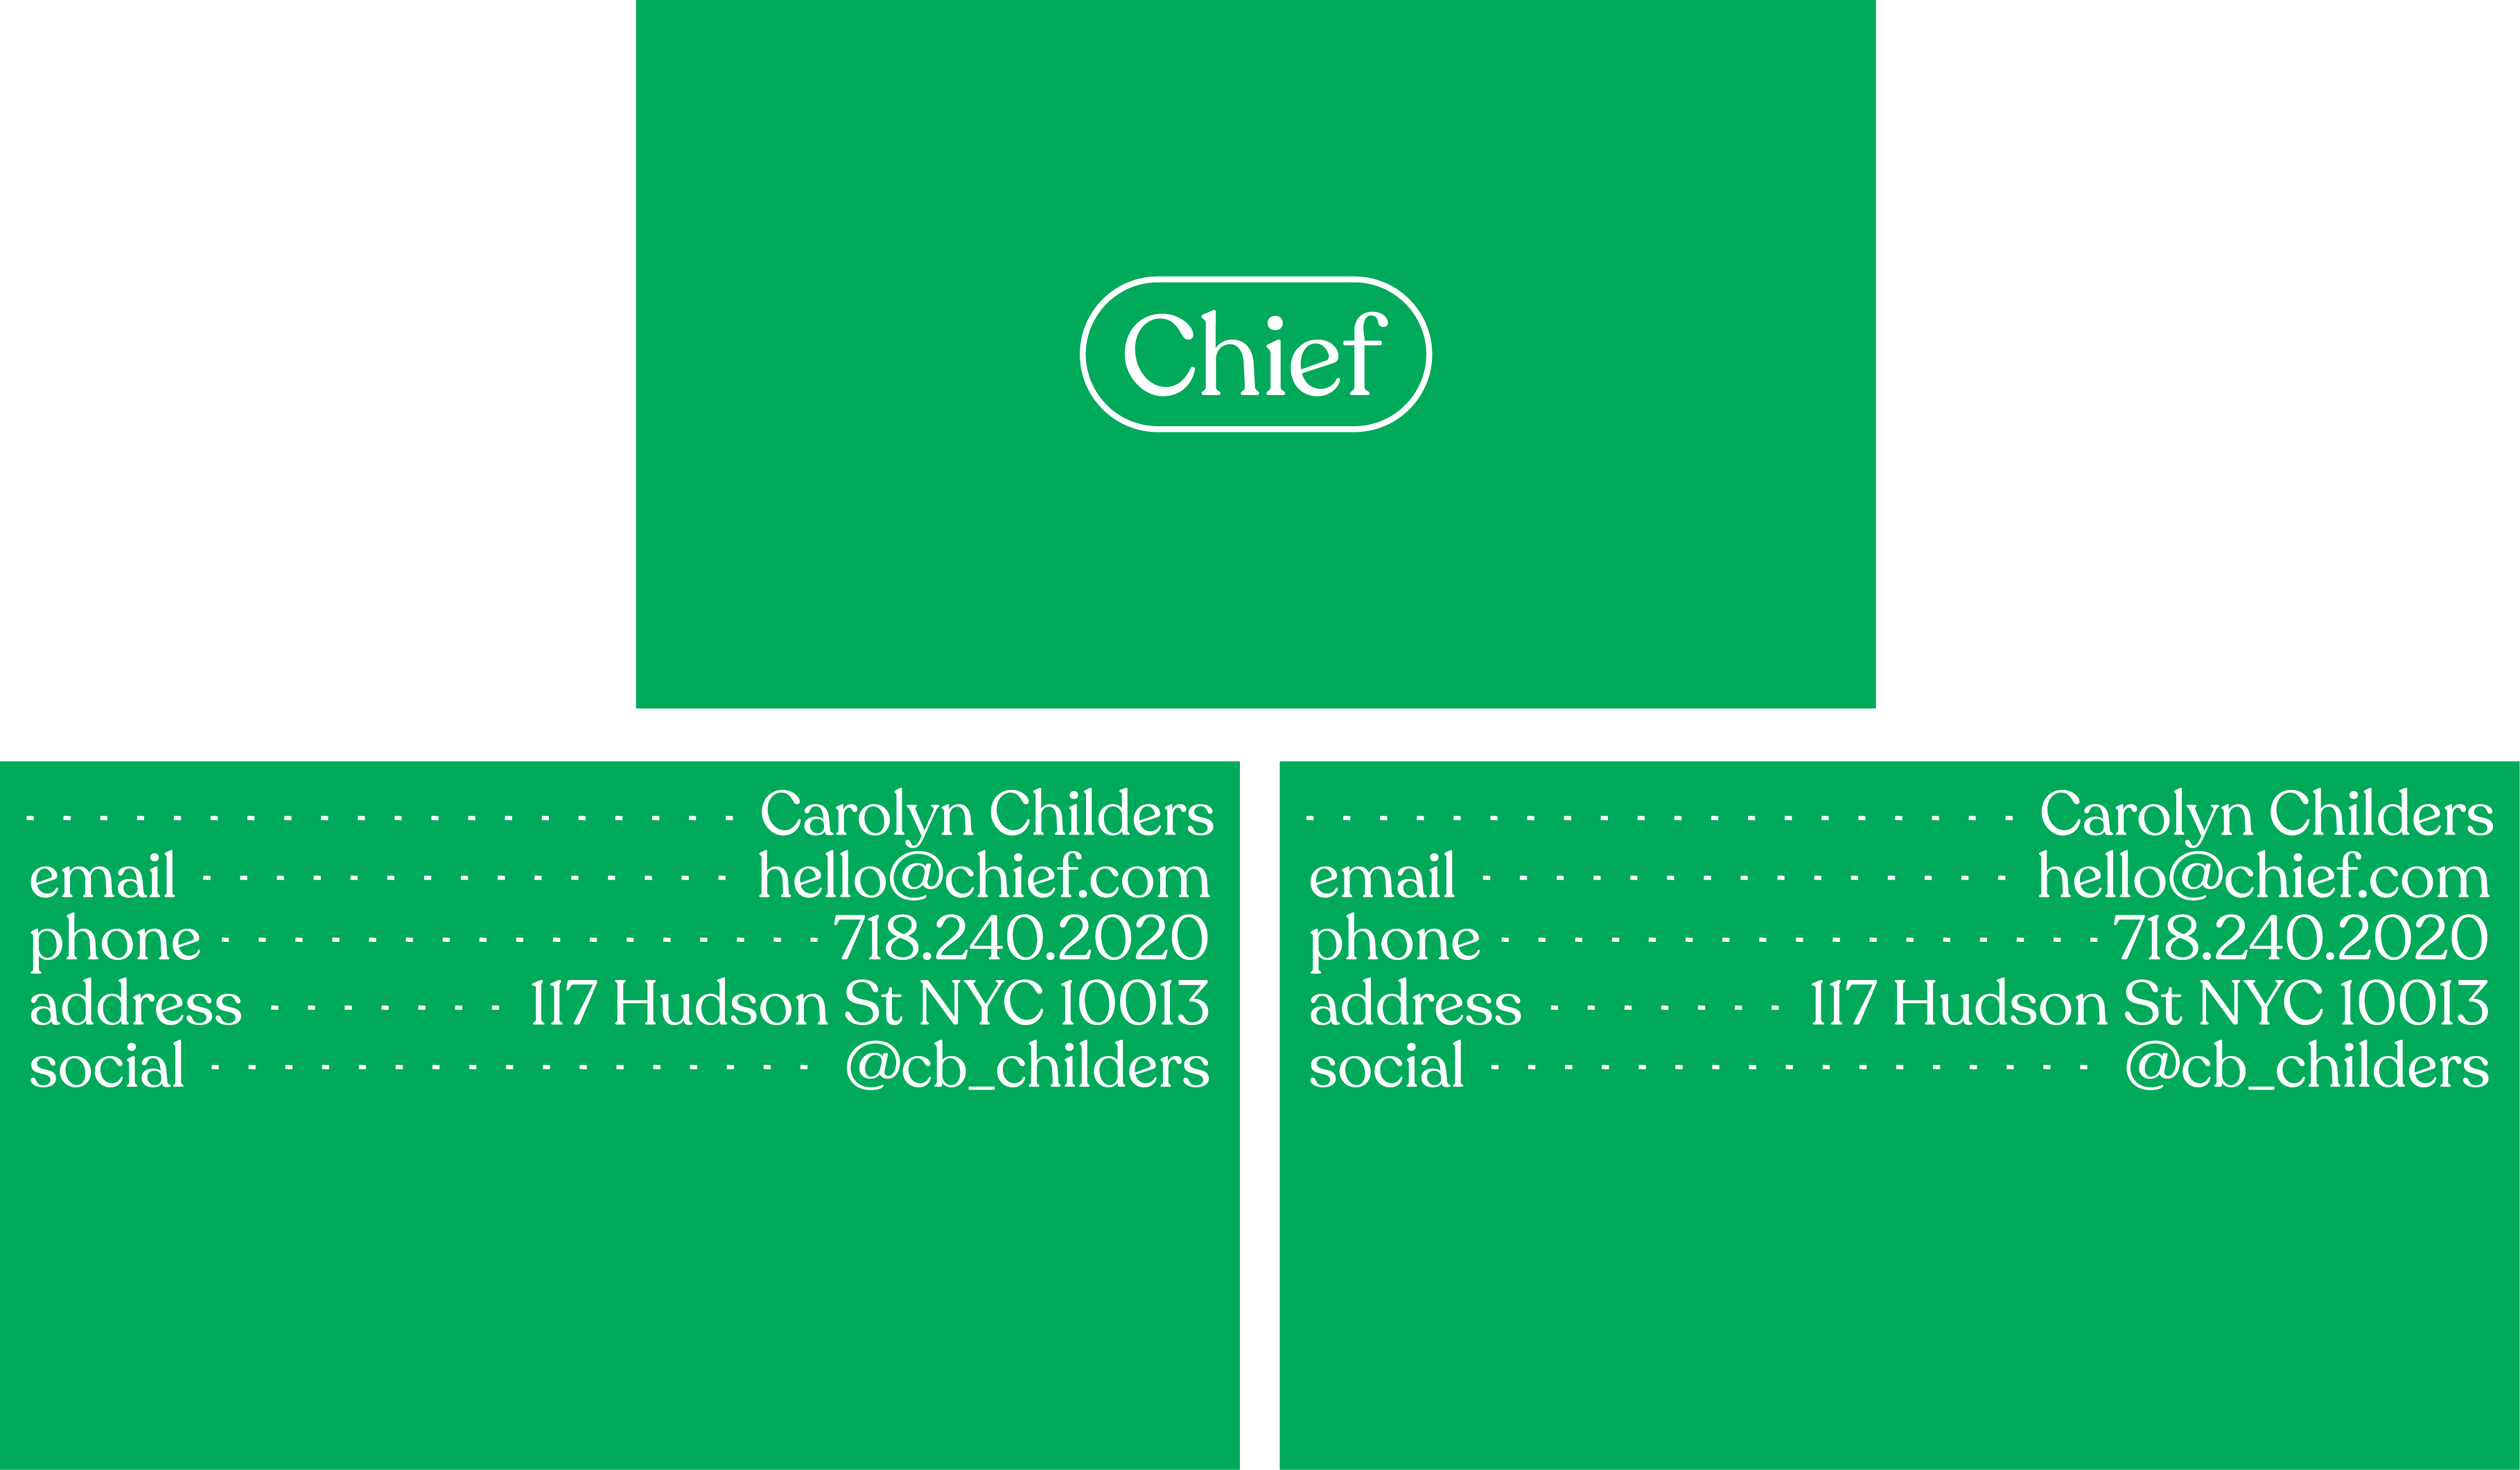 Chief
- - - - - - - - - - - - - - - - - - - - Carolyn Childers
email - - - - - - - - - - - - - - - hello@chief.com
phone - - - - - - - - - - - - - - - - - 718.240.2020
address - - - - - - - 117 Hudson St NYC 10013
social - - - - - - - - - - - - - - - - - @cb_childers
- - - - - - - - - - - - - - - - - - - - Carolyn Childers
email - - - - - - - - - - - - - - - hello@chief.com
phone - - - - - - - - - - - - - - - - - 718.240.2020
address - - - - - - - 117 Hudson St NYC 10013
social - - - - - - - - - - - - - - - - - @cb_childers